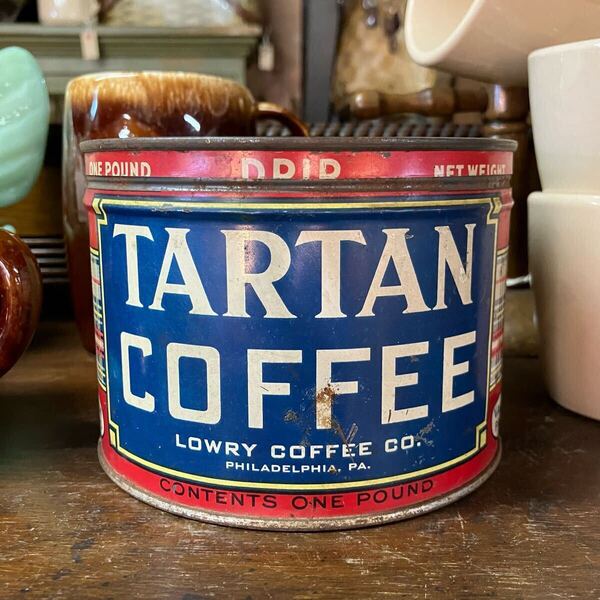 ONE POUND DRIP NET WEIGHT
TARTAN
COFFEE
LOWRY COFFEE CO.
PHILADELPHIA, PA.
CONTENTS ONE POUND